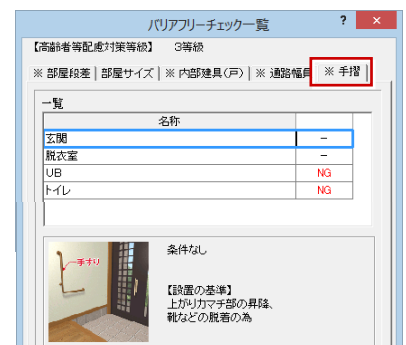 バリアフリーチェック一覧
【高齢者等配慮対策等級】 3等級
※ 部屋段差 部屋サイズ ※ 内部建具(戸) ※ 通路幅員 ※ 手摺
一覧
名称
玄関 －
脱衣室 －
UB NG
トイレ NG
手すり
条件なし
【設置の基準】
上がりカマチ部の昇降、
靴などの脱着の為